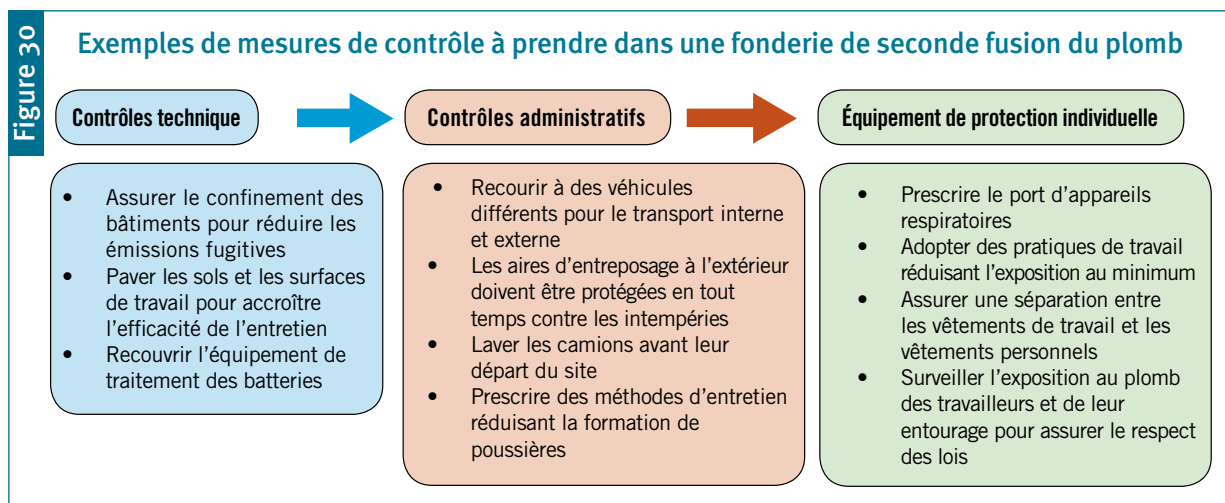 Figure 30
Exemples de mesures de contrôle à prendre dans une fonderie de seconde fusion du plomb
Contrôles technique
• Assurer le confinement des
bâtiments pour réduire les
émissions fugitives
• Paver les sols et les surfaces
de travail pour accroître
l'efficacité de l'entretien
• Recouvrir l'équipement de
traitement des batteries
Contrôles administratifs
• Recourir à des véhicules
différents pour le transport interne
et externe
• Les aires d'entreposage à l'extérieur
doivent être protégées en tout
temps contre les intempéries
• Laver les camions avant leur
départ du site
• Prescrire des méthodes d'entretien
réduisant la formation de
poussières
Équipement de protection individuelle
• Prescrire le port d'appareils
respiratoires
• Adopter des pratiques de travail
réduisant l'exposition au minimum
• Assurer une séparation entre
les vêtements de travail et les
vêtements personnels
• Surveiller l'exposition au plomb
des travailleurs et de leur
entourage pour assurer le respect
des lois